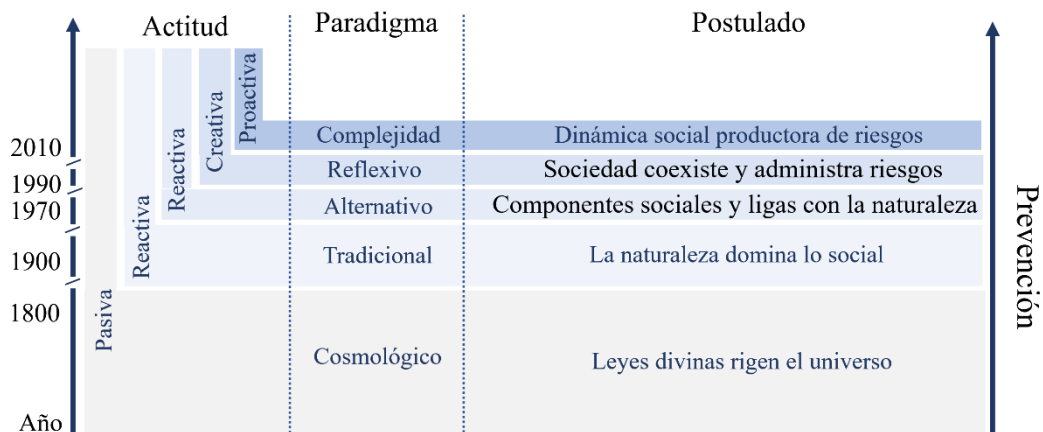 Actitud
Paradigma
Postulado
Proactiva
2010
Complejidad
Dinámica social productora de riesgos
Creativa
1990
Reflexivo
Sociedad coexiste y administra riesgos
Reactiva
1970
Alternativo
Componentes sociales y ligas con la naturaleza
Reactiva
1900
Tradicional
La naturaleza domina lo social
Prevención
1800
Pasiva
Cosmológico
Leyes divinas rigen el universo
Año